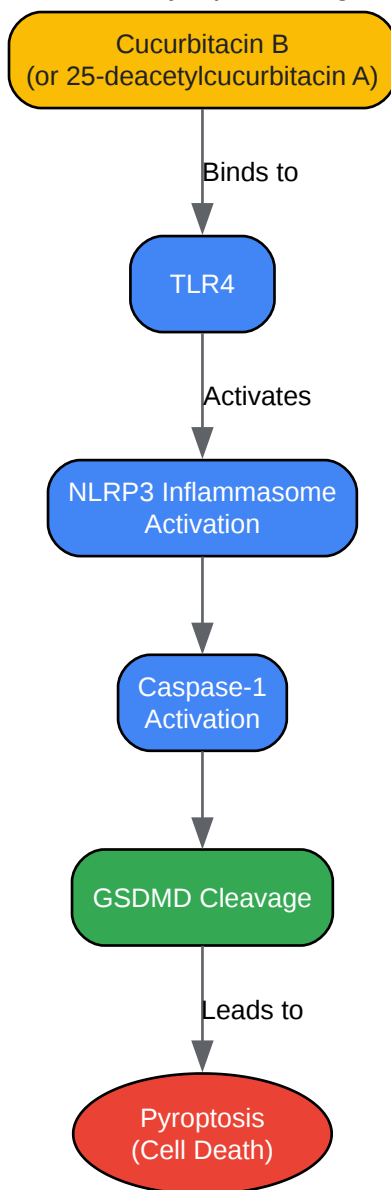 Cucurbitacin B
(or 25-deacetylcucurbitacin A)
Binds to
TLR4
Activates
NLRP3 Inflammasome
Activation
Caspase-1
Activation
GSDMD Cleavage
Leads to
Pyroptosis
(Cell Death)